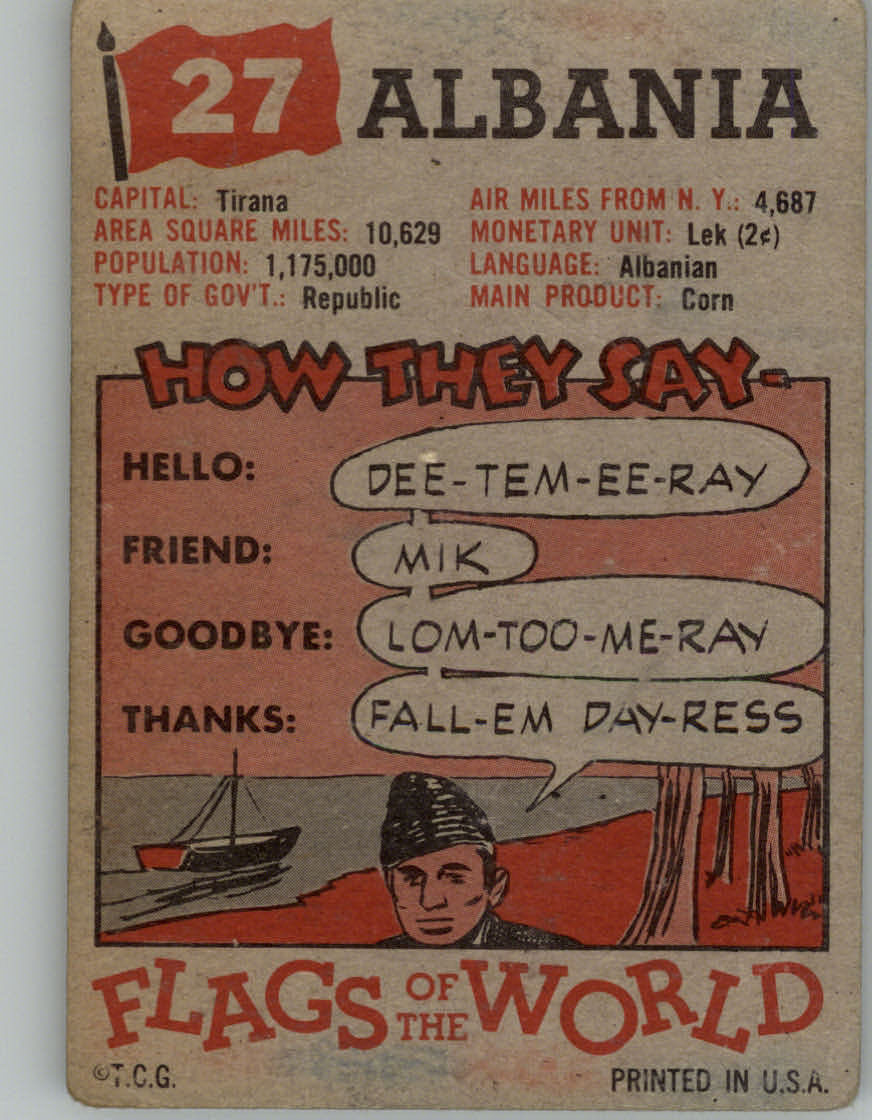 27 ALBANIA
CAPITAL: Tirana
AREA SQUARE MILES: 10,629
POPULATION: 1,175,000
TYPE OF GOV'T.: Republic
AIR MILES FROM N. Y.: 4,687
MONETARY UNIT: Lek (2¢)
LANGUAGE: Albanian
MAIN PRODUCT: Corn
HOW THEY SAY-
HELLO: DEE-TEM-EE-RAY
FRIEND: MIK
GOODBYE: LOM-TOO-ME-RAY
THANKS: FALL-EM DAY-RESS
FLAGS OF THE WORLD
©T.C.G. PRINTED IN U.S.A.